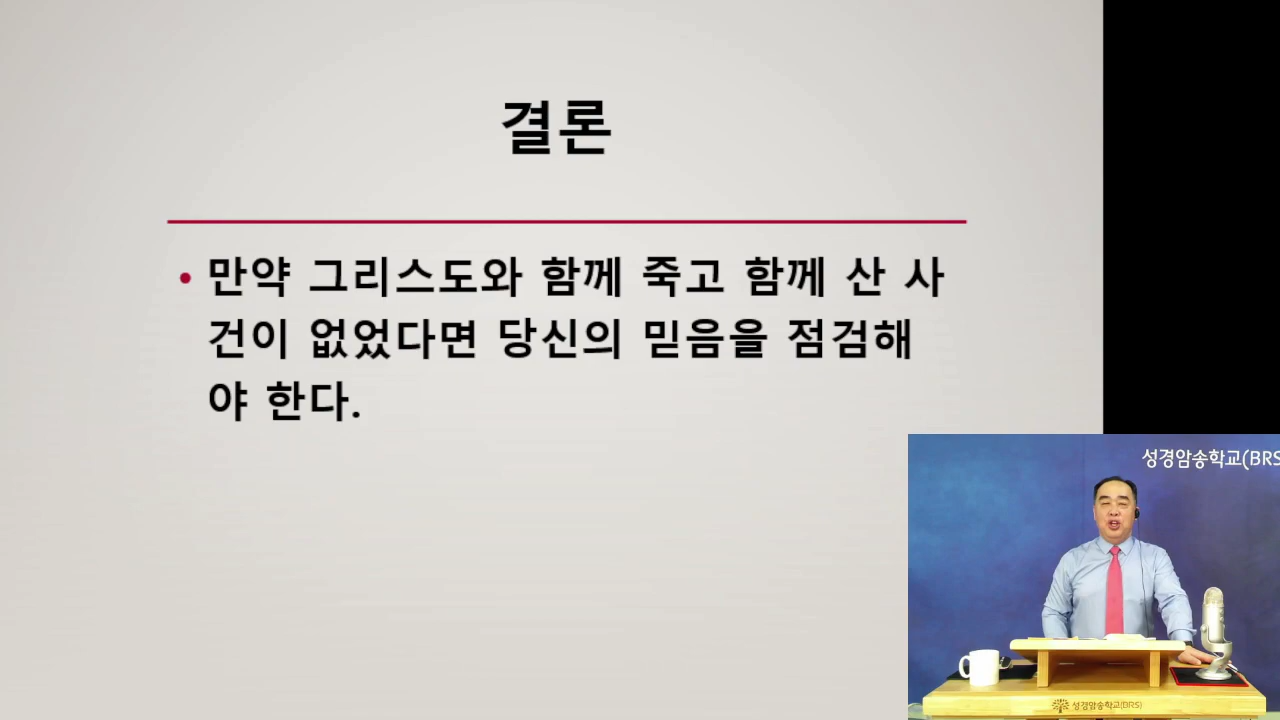 결론
• 만약 그리스도와 함께 죽고 함께 산 사
건이 없었다면 당신의 믿음을 점검해
야 한다.
성경암송학교(BRS
성경암송학교(BRS)